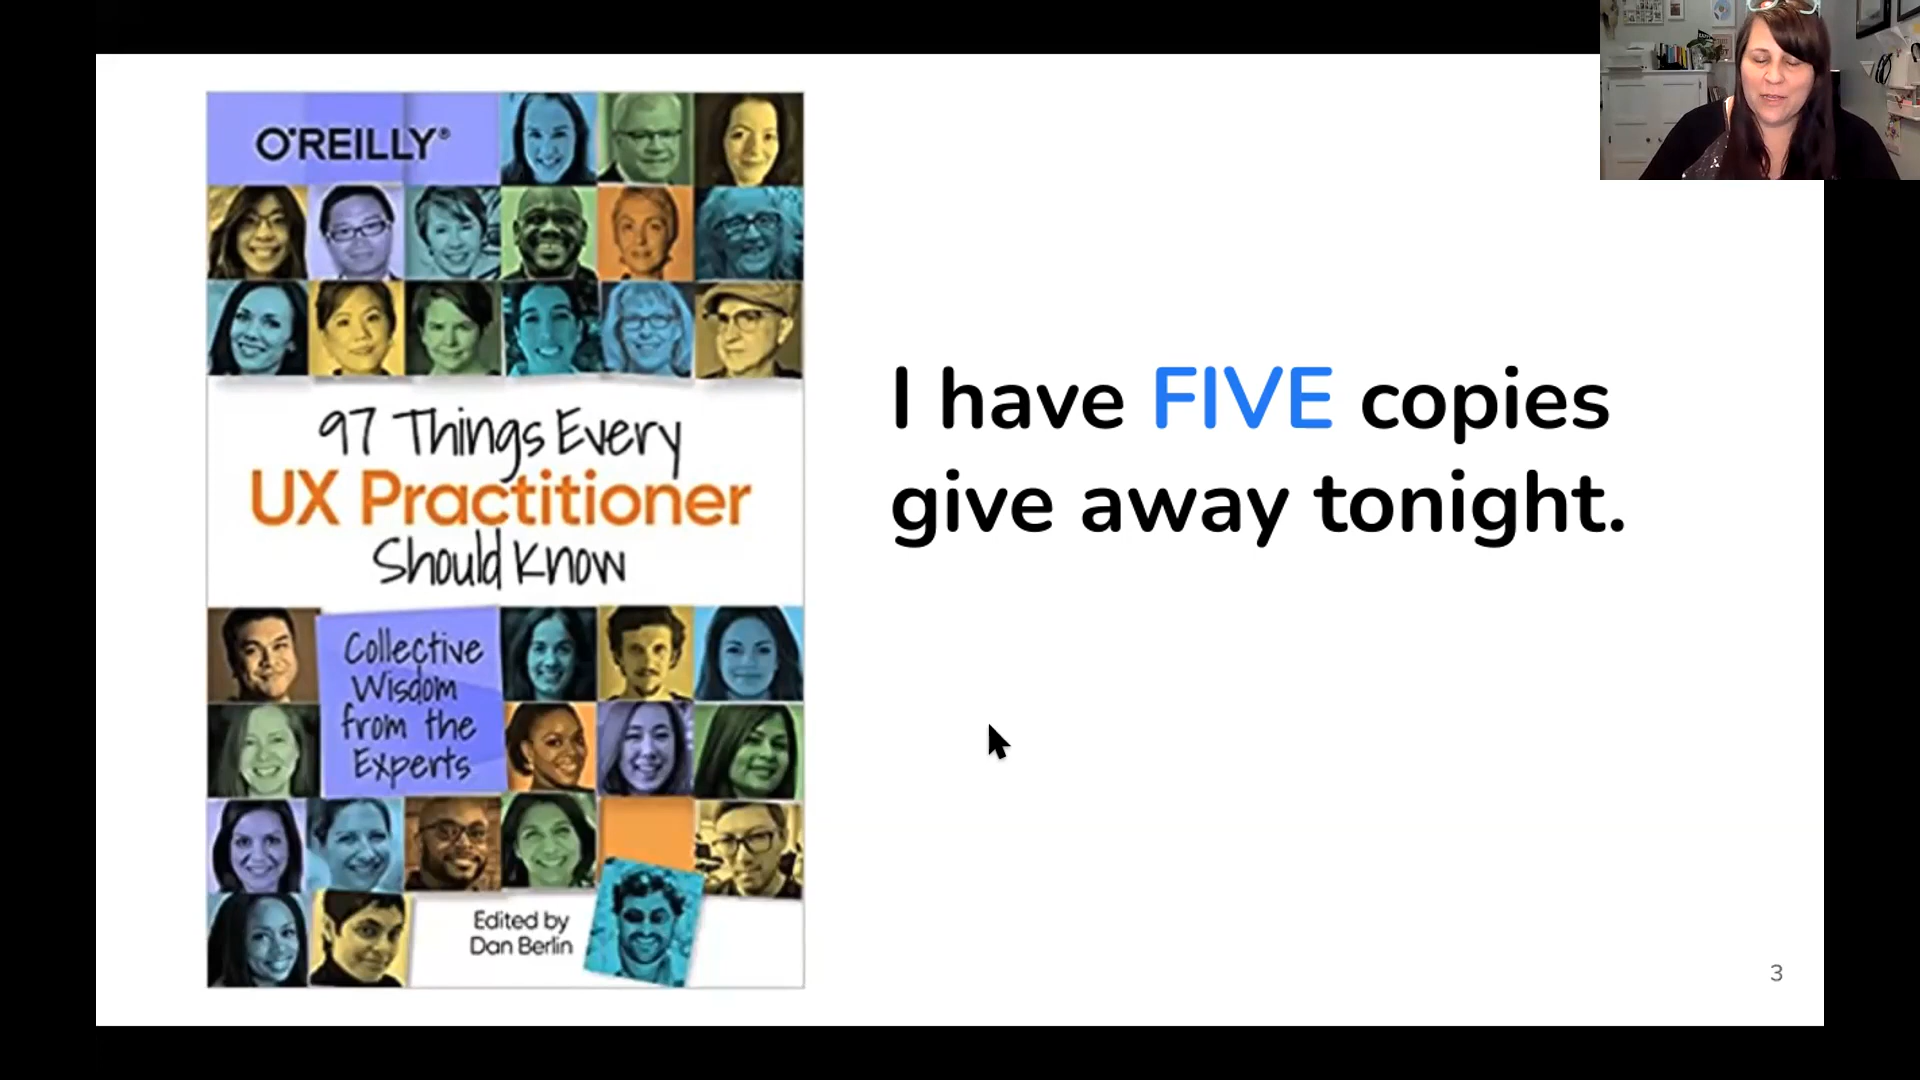 O'REILLY®
97 Things Every
UX Practitioner
Should Know
Collective
Wisdom
from the
Experts
Edited by
Dan Berlin
I have FIVE copies
give away tonight.
3